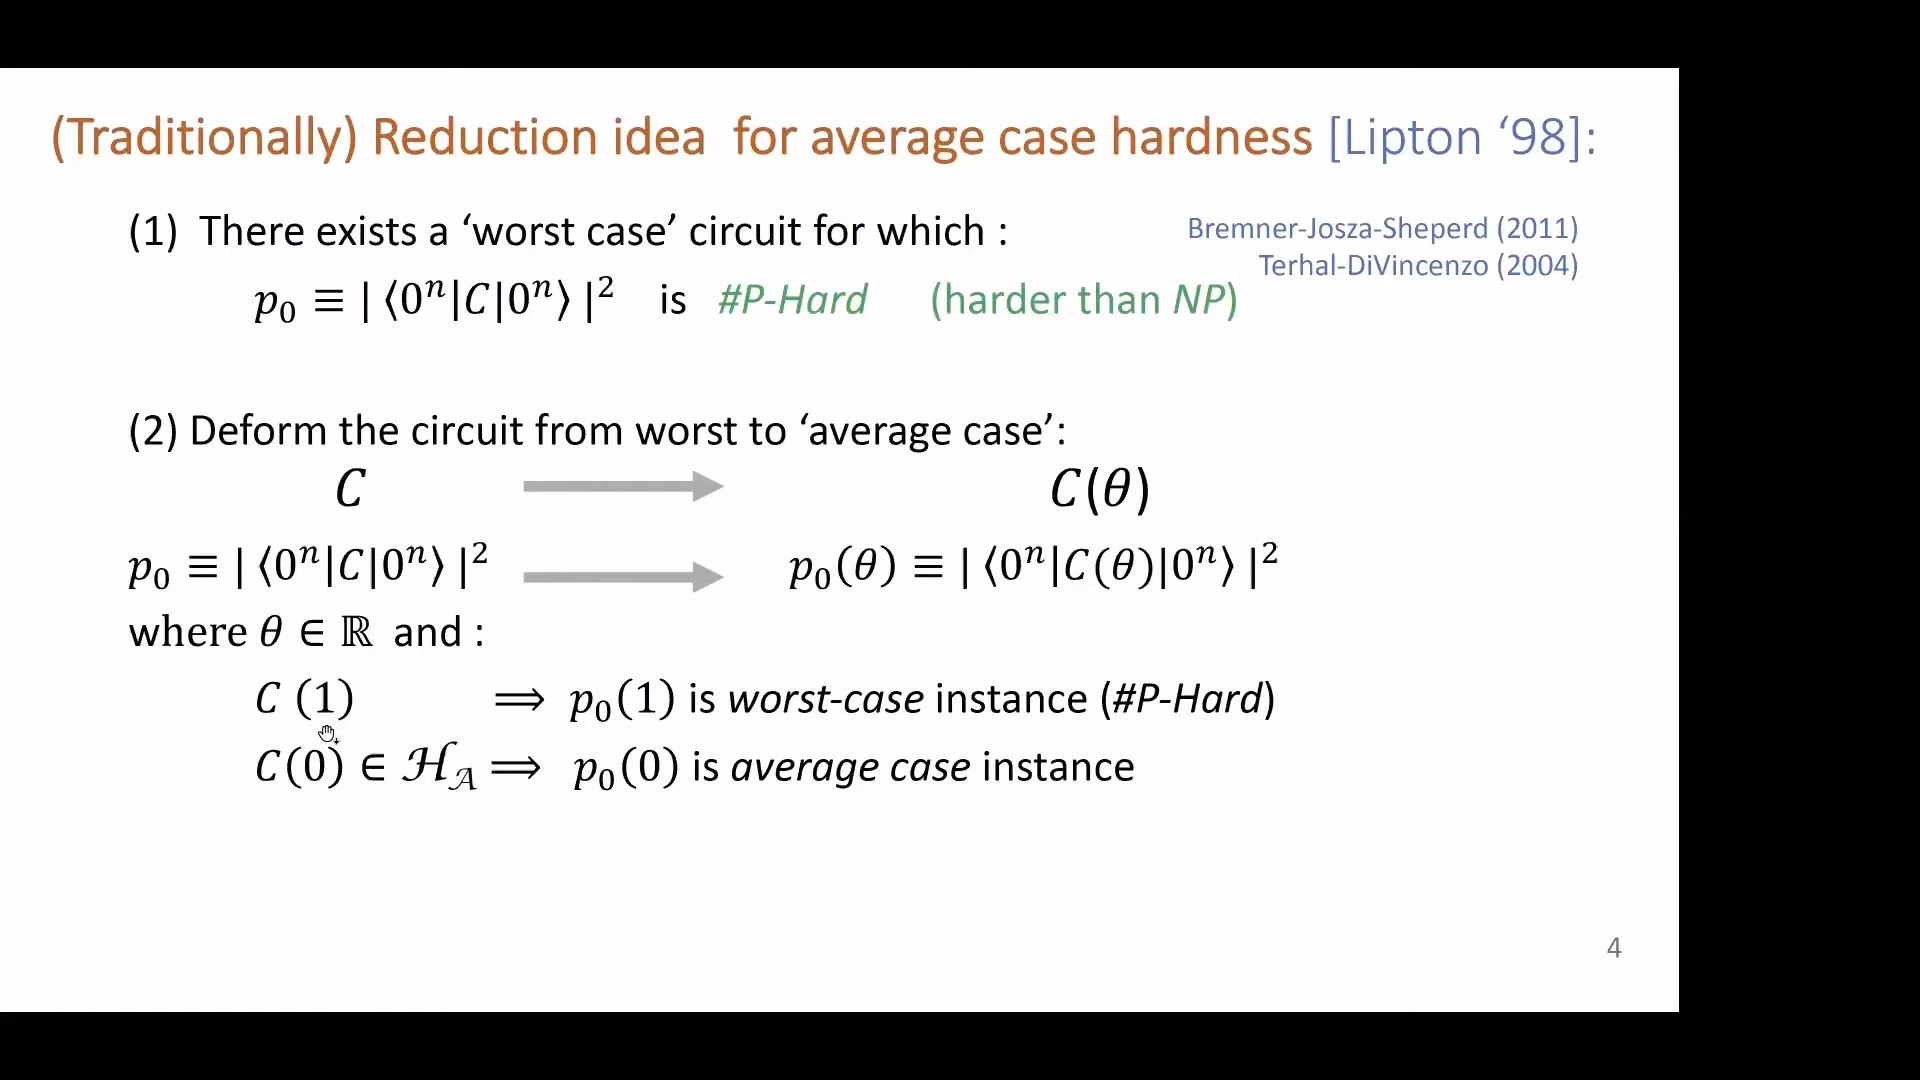 (Traditionally) Reduction idea for average case hardness [Lipton ‘98]:
(1) There exists a ‘worst case’ circuit for which :
Bremner-Josza-Sheperd (2011)
Terhal-DiVincenzo (2004)
p₀ ≡ | ⟨0ⁿ|C|0ⁿ⟩ |² is #P-Hard (harder than NP)
(2) Deform the circuit from worst to ‘average case’:
C C(θ)
p₀ ≡ | ⟨0ⁿ|C|0ⁿ⟩ |² p₀(θ) ≡ | ⟨0ⁿ|C(θ)|0ⁿ⟩ |²
where θ ∈ ℝ and :
C (1) ⟹ p₀(1) is worst-case instance (#P-Hard)
C(0) ∈ ℋ_𝒜 ⟹ p₀(0) is average case instance
4